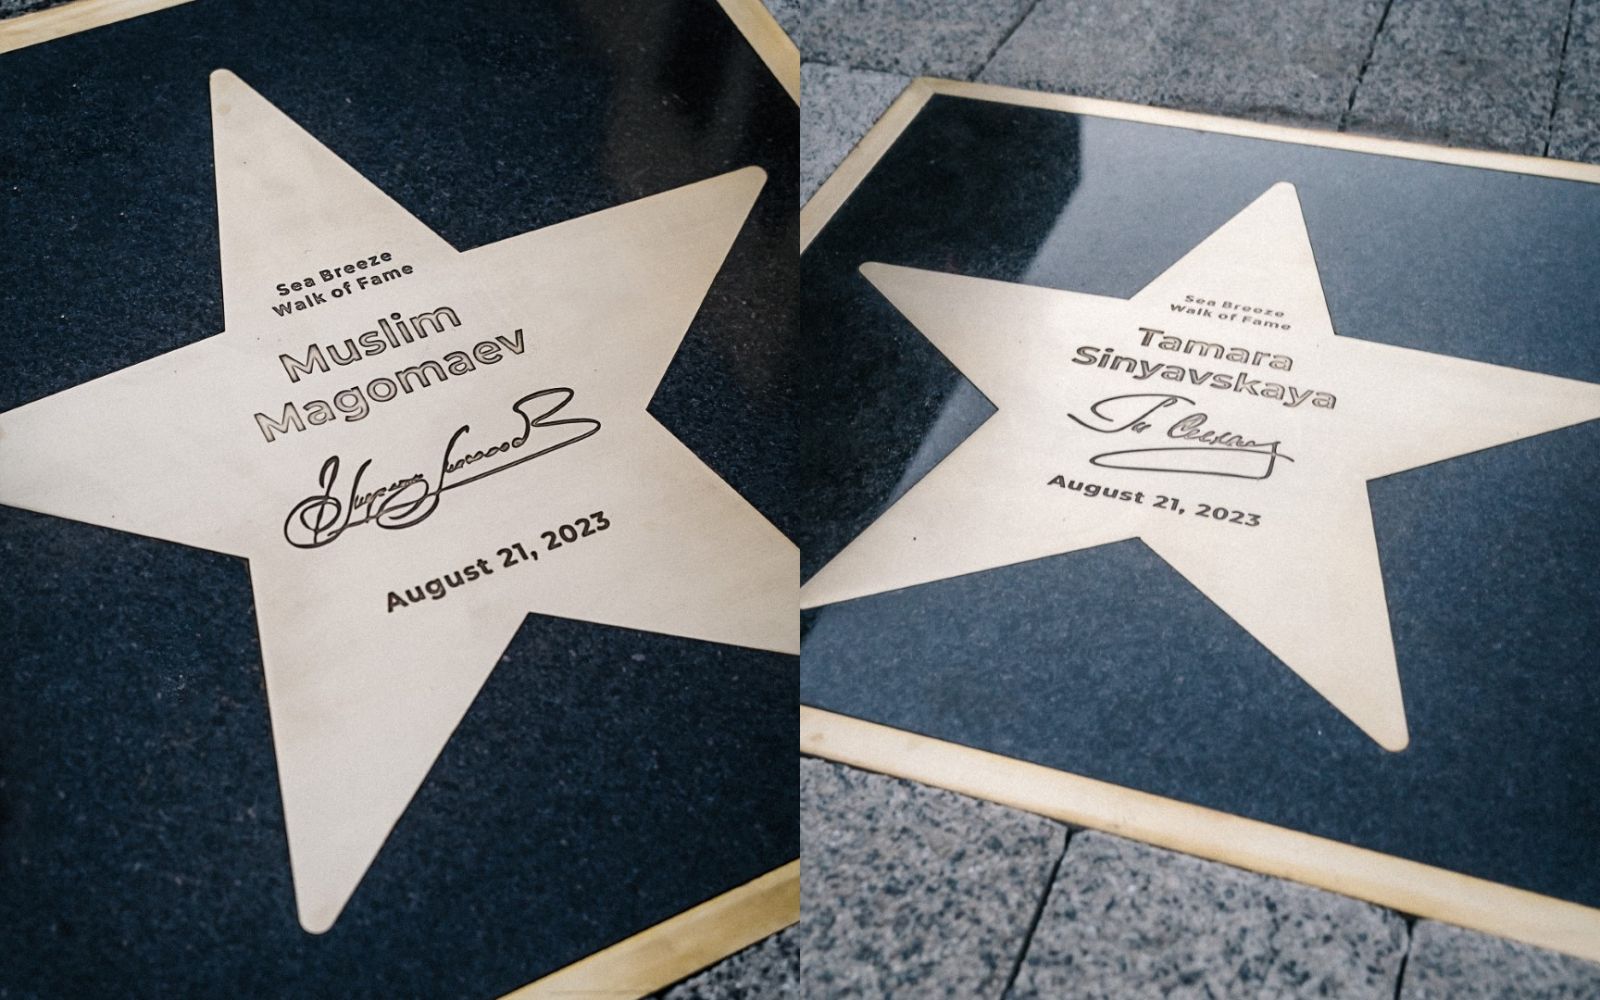 Sea Breeze
Walk of Fame
Muslim
Magomaev
August 21, 2023
Sea Breeze
Walk of Fame
Tamara
Sinyavskaya
August 21, 2023